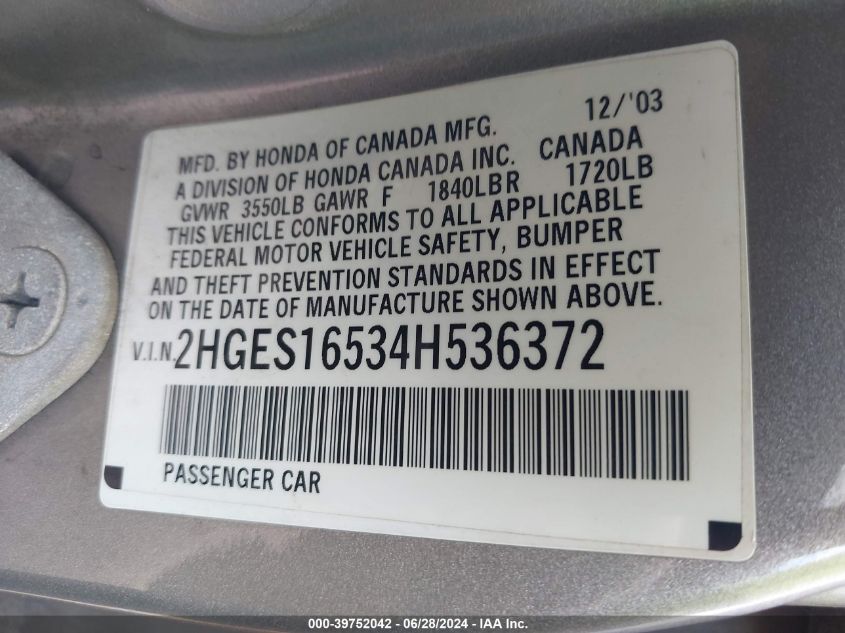 12/'03
MFD. BY HONDA OF CANADA MFG.
A DIVISION OF HONDA CANADA INC. CANADA
GVWR 3550LB GAWR F 1840LBR 1720LB
THIS VEHICLE CONFORMS TO ALL APPLICABLE
FEDERAL MOTOR VEHICLE SAFETY, BUMPER
AND THEFT PREVENTION STANDARDS IN EFFECT
ON THE DATE OF MANUFACTURE SHOWN ABOVE.
V.I.N. 2HGES16534H536372
PASSENGER CAR
000-39752042 / 06/28/2024 / IAA Inc.